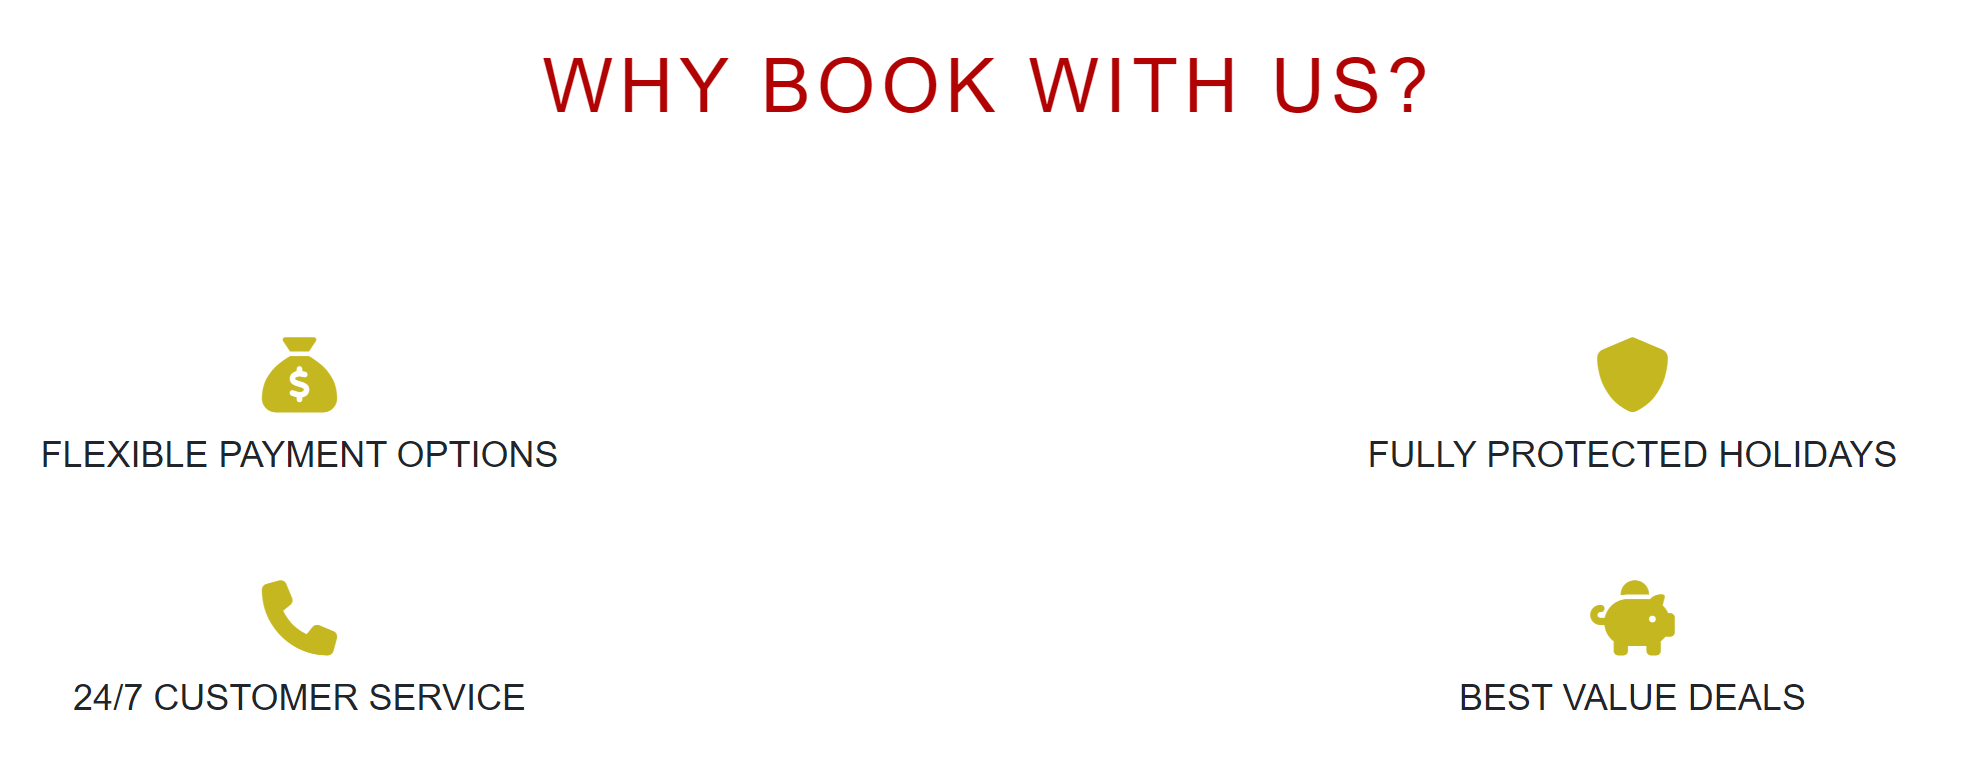 WHY BOOK WITH US?
$
FLEXIBLE PAYMENT OPTIONS
FULLY PROTECTED HOLIDAYS
24/7 CUSTOMER SERVICE
BEST VALUE DEALS